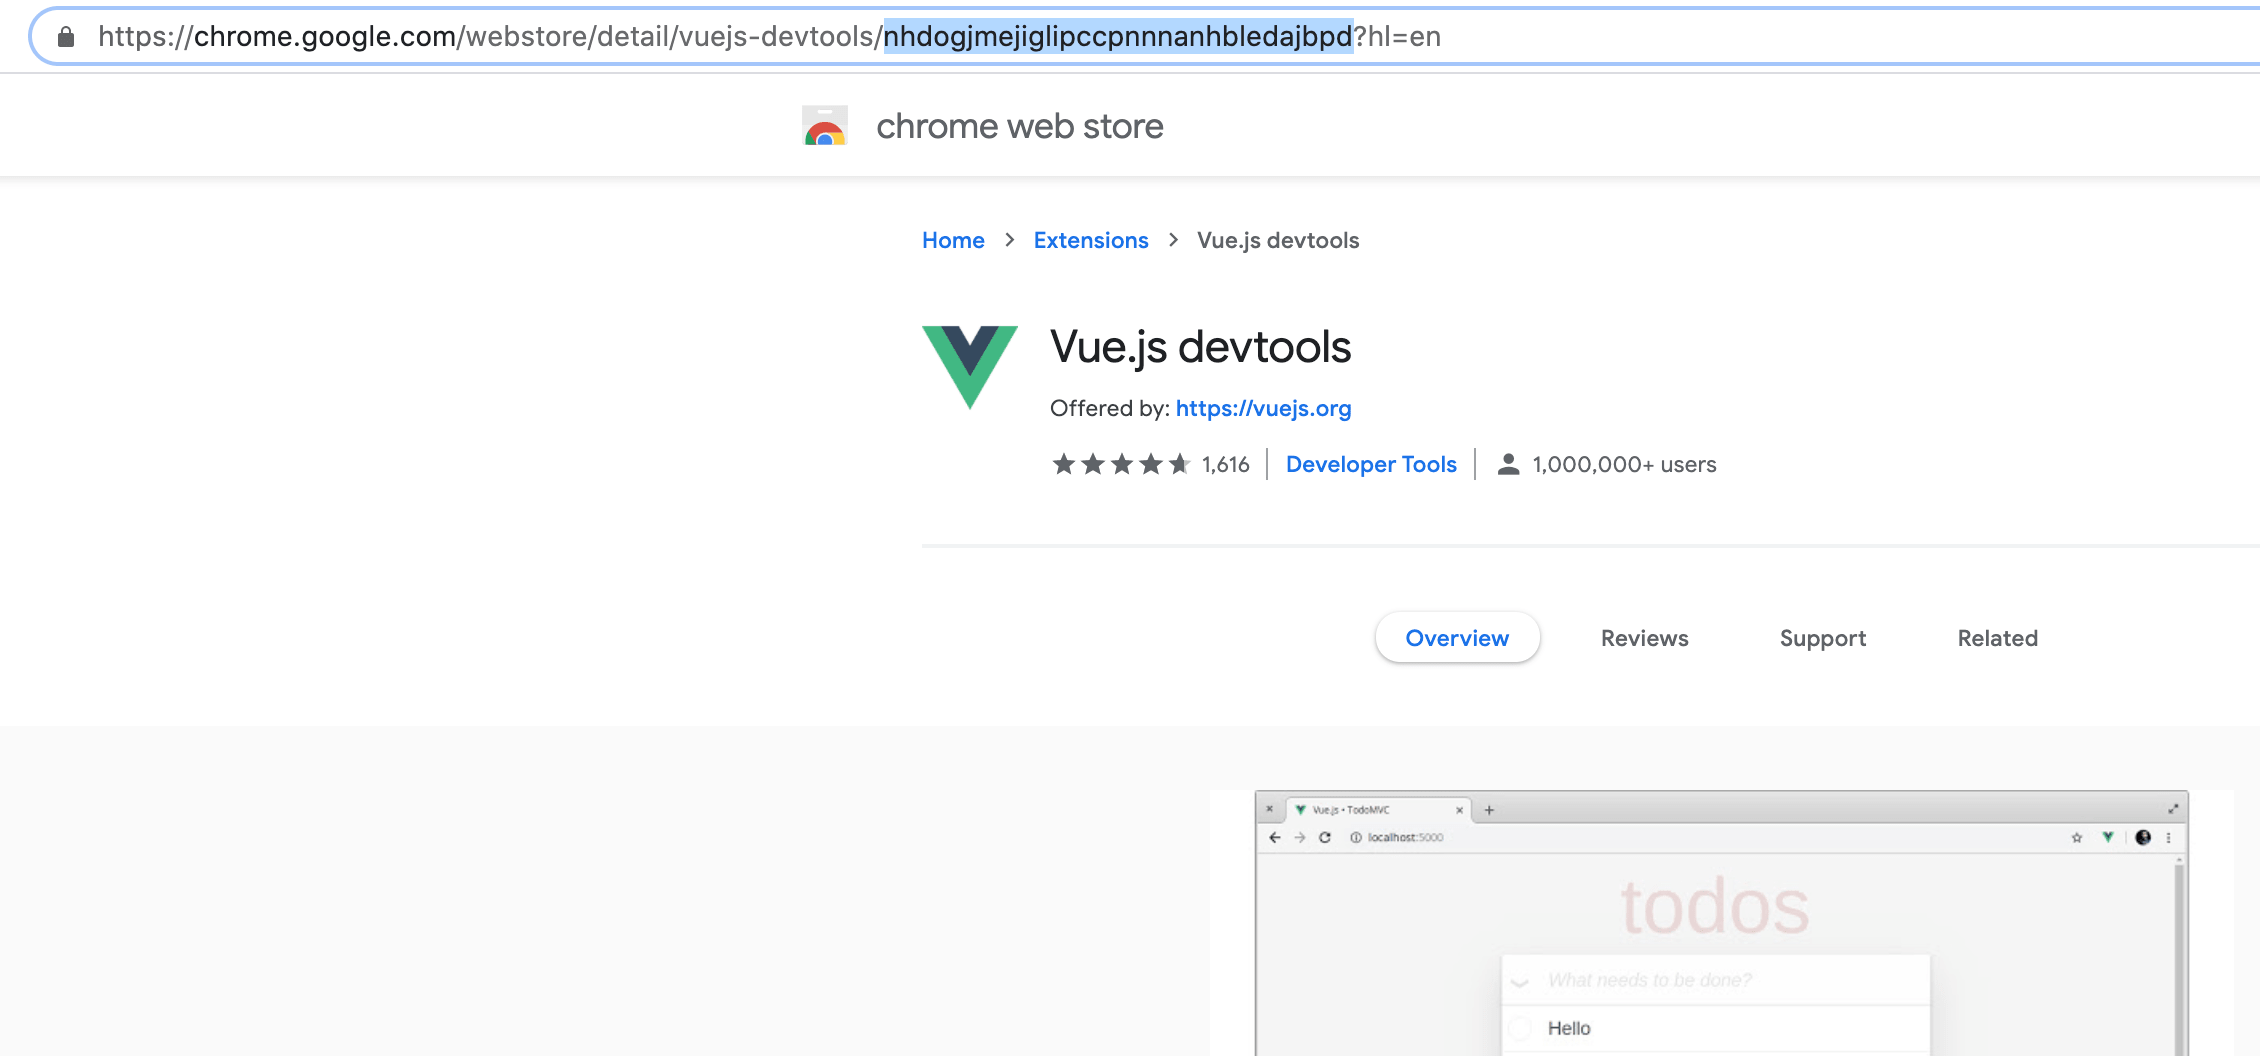 https://chrome.google.com/webstore/detail/vuejs-devtools/nhdogjmejiglipccpnnnanhbledajbpd?hl=en
chrome web store
Home > Extensions > Vue.js devtools
Vue.js devtools
Offered by: https://vuejs.org
1,616 | Developer Tools | 1,000,000+ users
Overview Reviews Support Related
Vue.js • TodoMVC
localhost:5000
todos
What needs to be done?
Hello